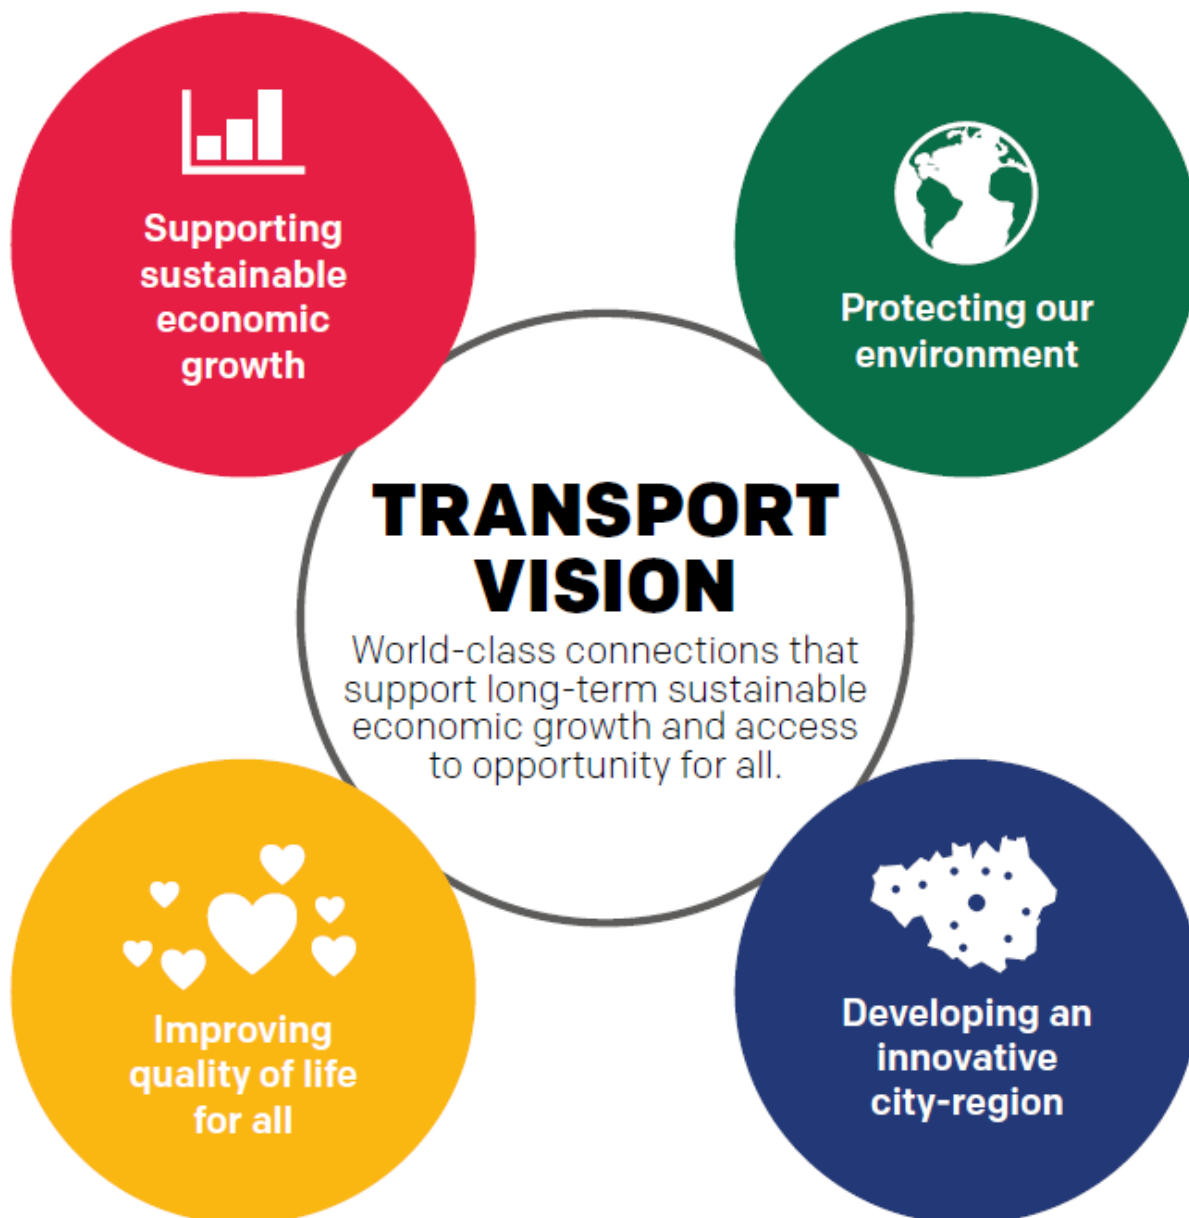 Supporting
sustainable
economic
growth
Protecting our
environment
TRANSPORT
VISION
World-class connections that
support long-term sustainable
economic growth and access
to opportunity for all.
Improving
quality of life
for all
Developing an
innovative
city-region